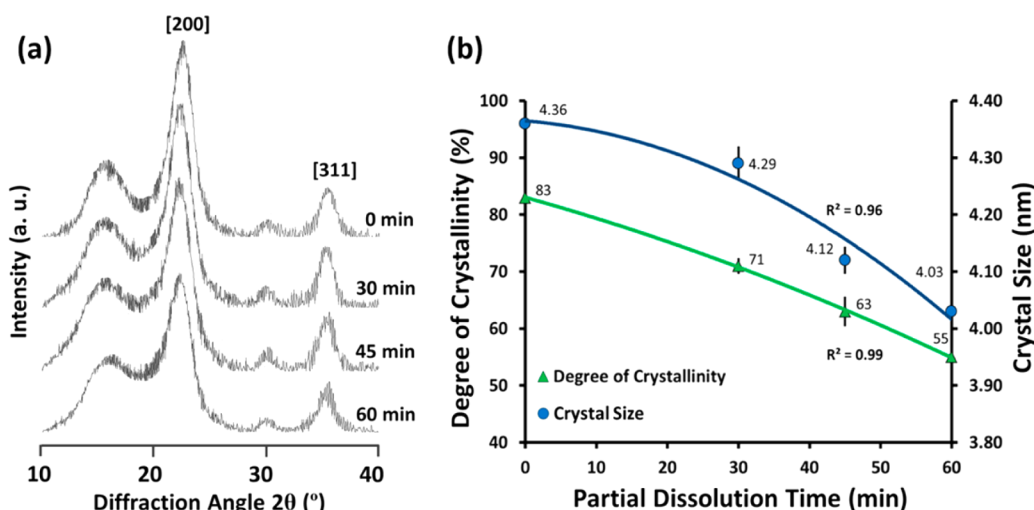 (a)
[200]
[311]
0 min
30 min
45 min
60 min
Intensity (a. u.)
10
20
30
40
Diffraction Angle 2θ (º)
(b)
Degree of Crystallinity (%)
100
90
80
70
60
50
40
4.36
4.29
4.12
4.03
R² = 0.96
83
71
63
55
R² = 0.99
Degree of Crystallinity
Crystal Size
4.40
4.30
4.20
4.10
4.00
3.90
3.80
Crystal Size (nm)
0
10
20
30
40
50
60
Partial Dissolution Time (min)